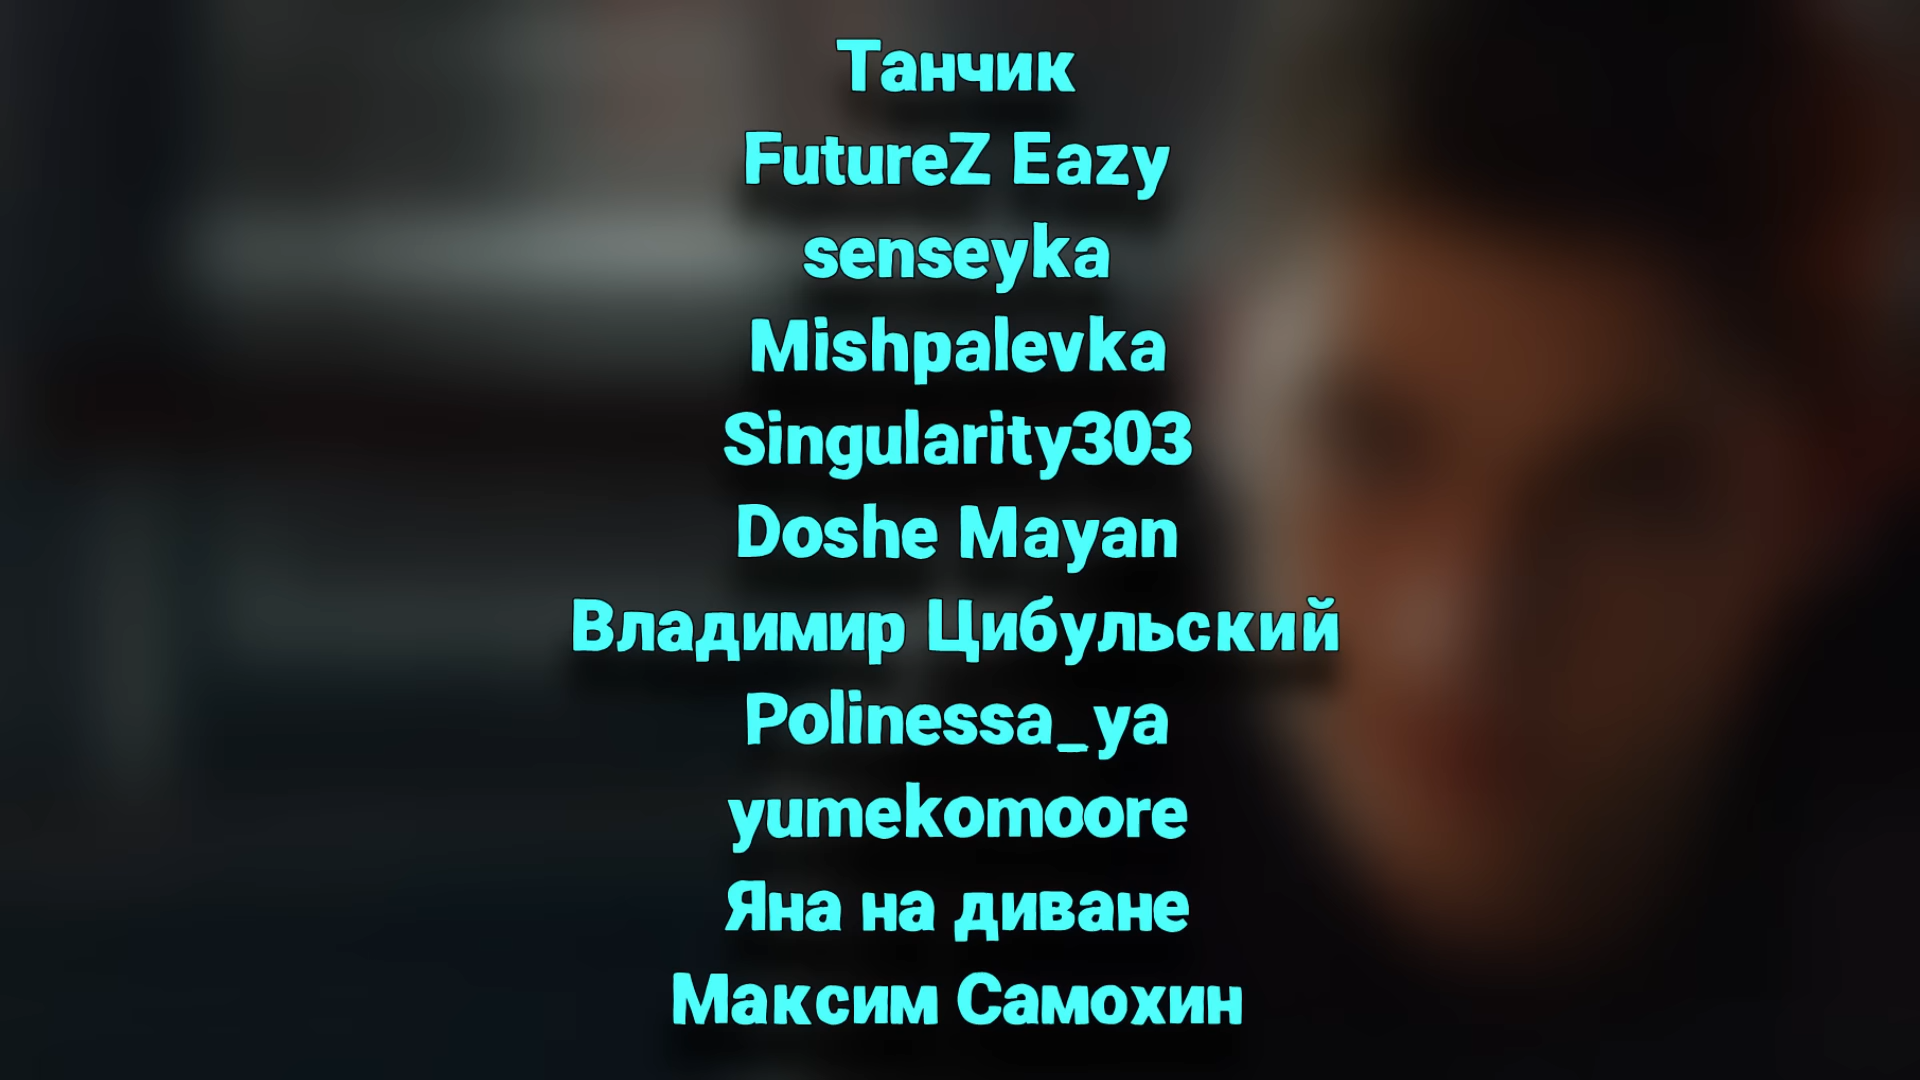 Танчик
FutureZ Eazy
senseyka
Mishpalevka
Singularity303
Doshe Mayan
Владимир Цибульский
Polinessa_ya
yumekomoore
Яна на диване
Максим Самохин